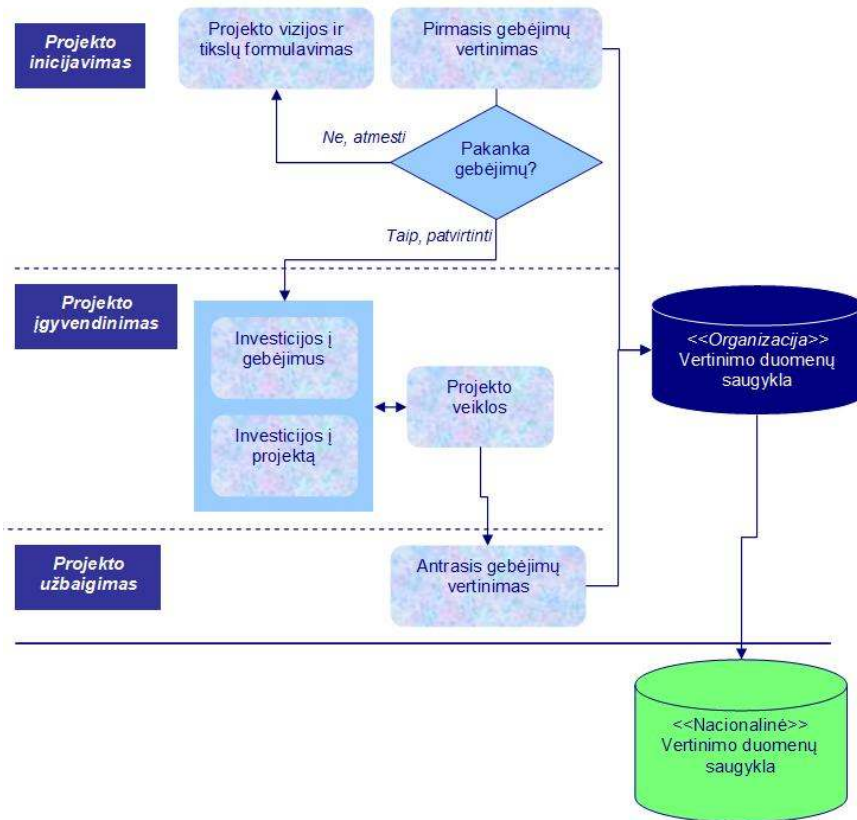 Projekto
inicijavimas
Projekto vizijos ir
tikslų formulavimas
Pirmasis gebėjimų
vertinimas
Ne, atmesti
Pakanka
gebėjimų?
Taip, patvirtinti
Projekto
įgyvendinimas
Investicijos į
gebėjimus
Investicijos į
projektą
Projekto
veiklos
<<Organizacija>>
Vertinimo duomenų
saugykla
Projekto
užbaigimas
Antrasis gebėjimų
vertinimas
<<Nacionalinė>>
Vertinimo duomenų
saugykla